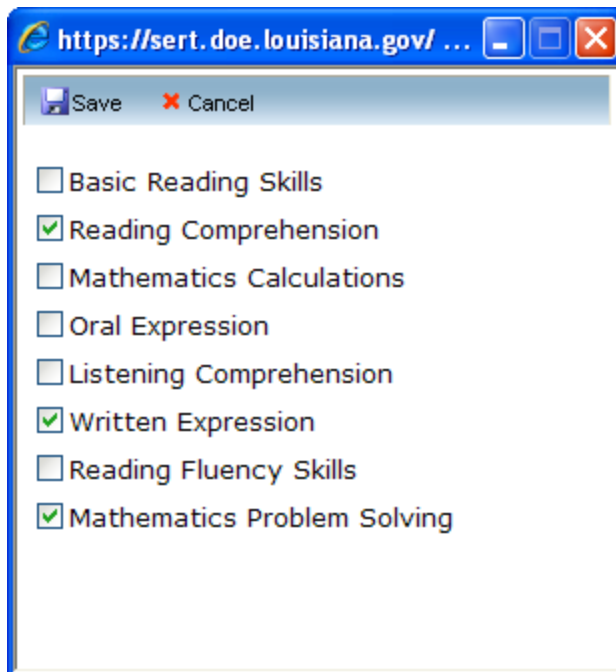 https://sert.doe.louisiana.gov/ ...
Save Cancel
Basic Reading Skills
Reading Comprehension
Mathematics Calculations
Oral Expression
Listening Comprehension
Written Expression
Reading Fluency Skills
Mathematics Problem Solving